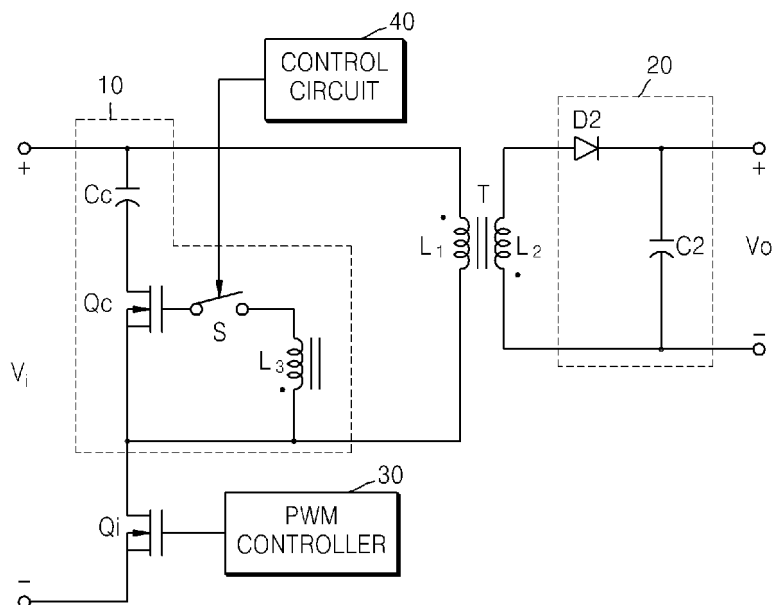 40
CONTROL
CIRCUIT
10
20
D2
+
+
Cc
T
L1
L2
C2
Vo
Qc
S
L3
Vi
−
30
Qi
PWM
CONTROLLER
−